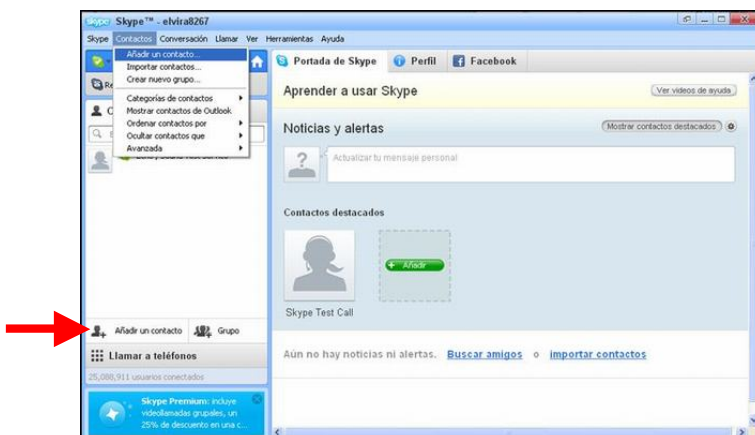 Skype™ - elvira8267
Skype Contactos Conversación Llamar Ver Herramientas Ayuda
Añadir un contacto...
Importar contactos...
Crear nuevo grupo...
Categorías de contactos
Mostrar contactos de Outlook
Ordenar contactos por
Ocultar contactos que
Avanzada
Portada de Skype Perfil Facebook
Aprender a usar Skype
Ver vídeos de ayuda
Noticias y alertas
Mostrar contactos destacados
Actualizar tu mensaje personal
Contactos destacados
Añadir
Skype Test Call
Añadir un contacto Grupo
Llamar a teléfonos
25,088,911 usuarios conectados
Aún no hay noticias ni alertas. Buscar amigos o importar contactos
Skype Premium: incluye
videollamadas grupales, un
25% de descuento en una c...